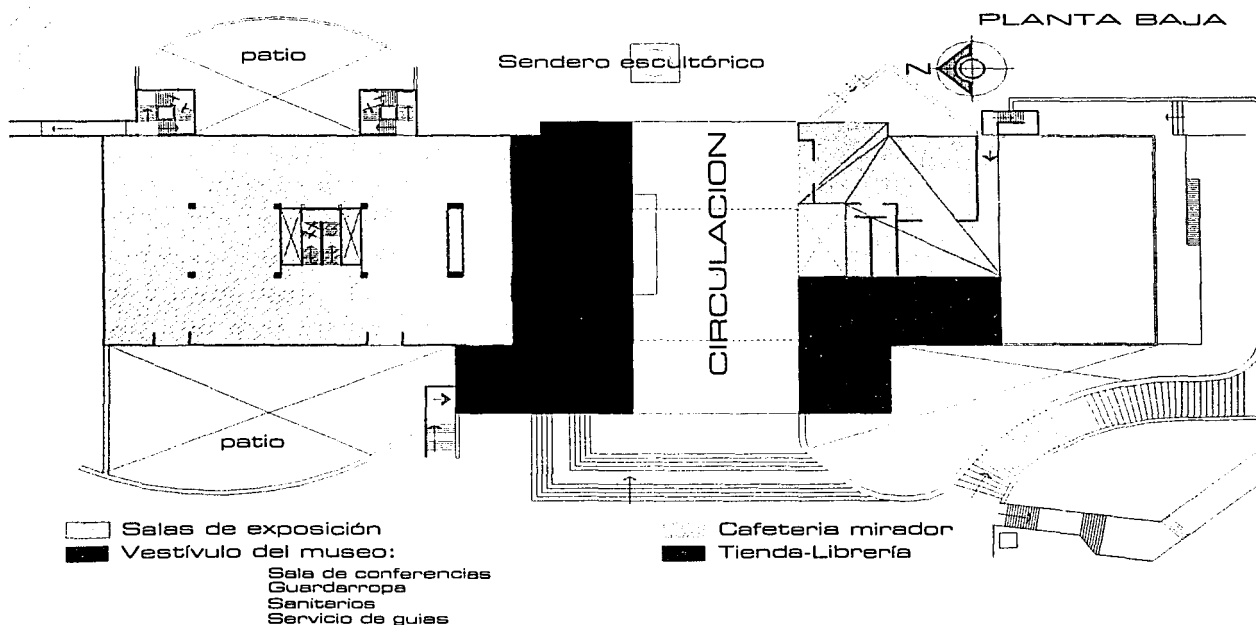 PLANTA BAJA
patio
Sendero escultórico
N
CIRCULACION
patio
Salas de exposición
Vestívulo del museo:
Sala de conferencias
Guardarropa
Sanitarios
Servicio de guias
Cafeteria mirador
Tienda-Librería